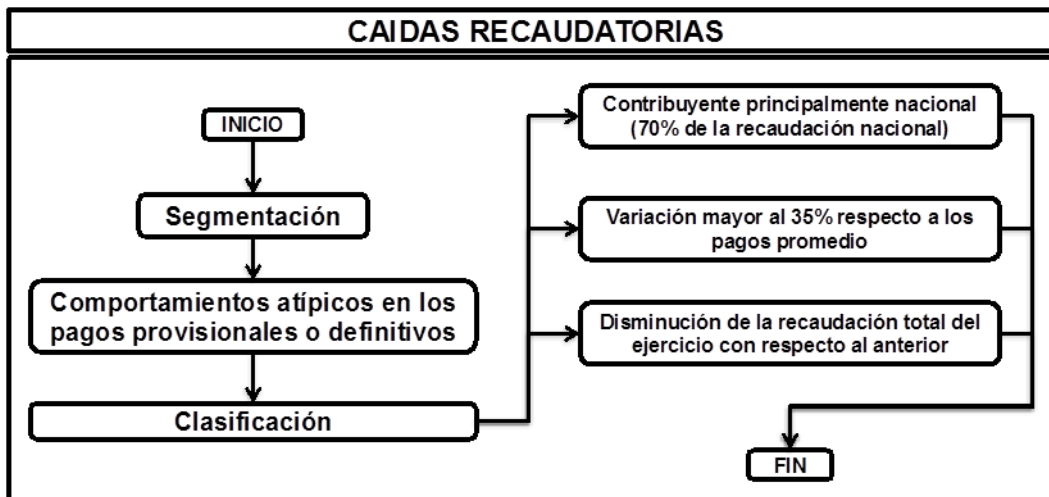 CAIDAS RECAUDATORIAS
INICIO
Segmentación
Comportamientos atípicos en los
pagos provisionales o definitivos
Clasificación
Contribuyente principalmente nacional
(70% de la recaudación nacional)
Variación mayor al 35% respecto a los
pagos promedio
Disminución de la recaudación total del
ejercicio con respecto al anterior
FIN